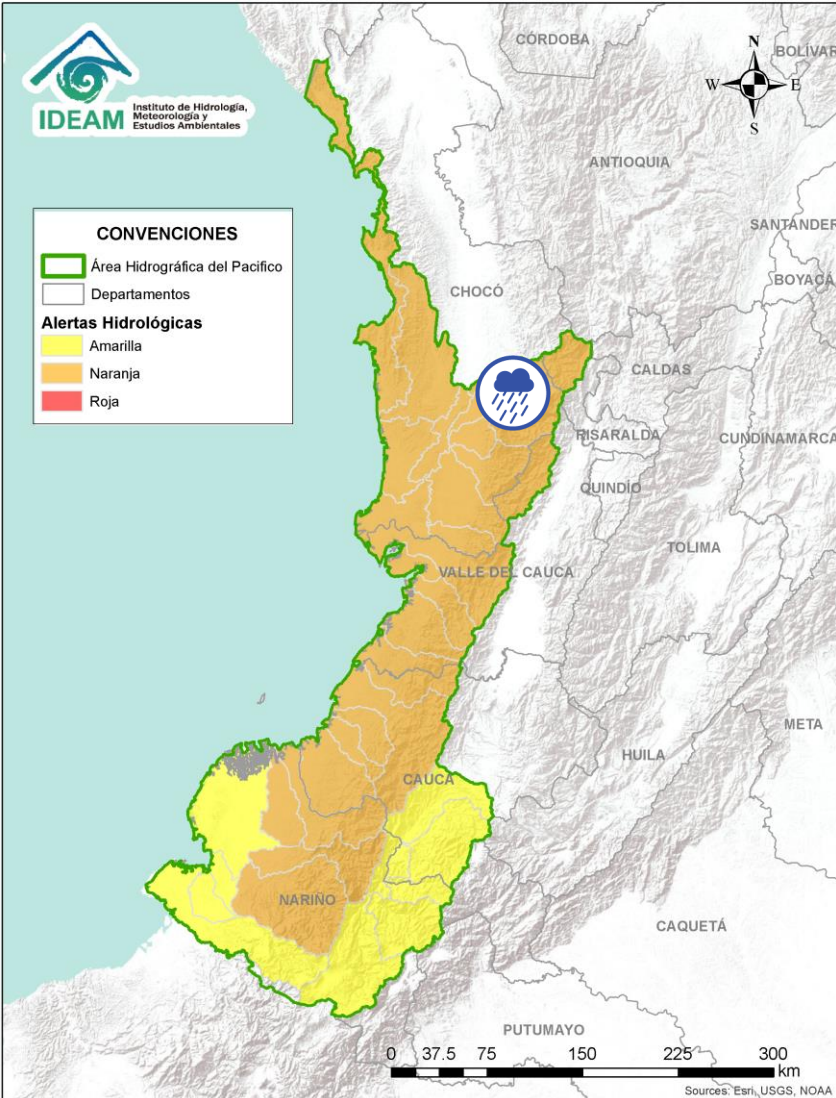 IDEAM
Instituto de Hidrología,
Meteorología y
Estudios Ambientales
N
W
E
S
CONVENCIONES
Área Hidrográfica del Pacifico
Departamentos
Alertas Hidrológicas
Amarilla
Naranja
Roja
CÓRDOBA
BOLÍVAR
ANTIOQUIA
SANTANDER
BOYACÁ
CHOCÓ
CALDAS
RISARALDA
CUNDINAMARCA
QUINDÍO
TOLIMA
VALLE DEL CAUCA
META
HUILA
CAUCA
NARIÑO
CAQUETÁ
PUTUMAYO
0 37.5 75 150 225 300
km
Sources: Esri, USGS, NOAA